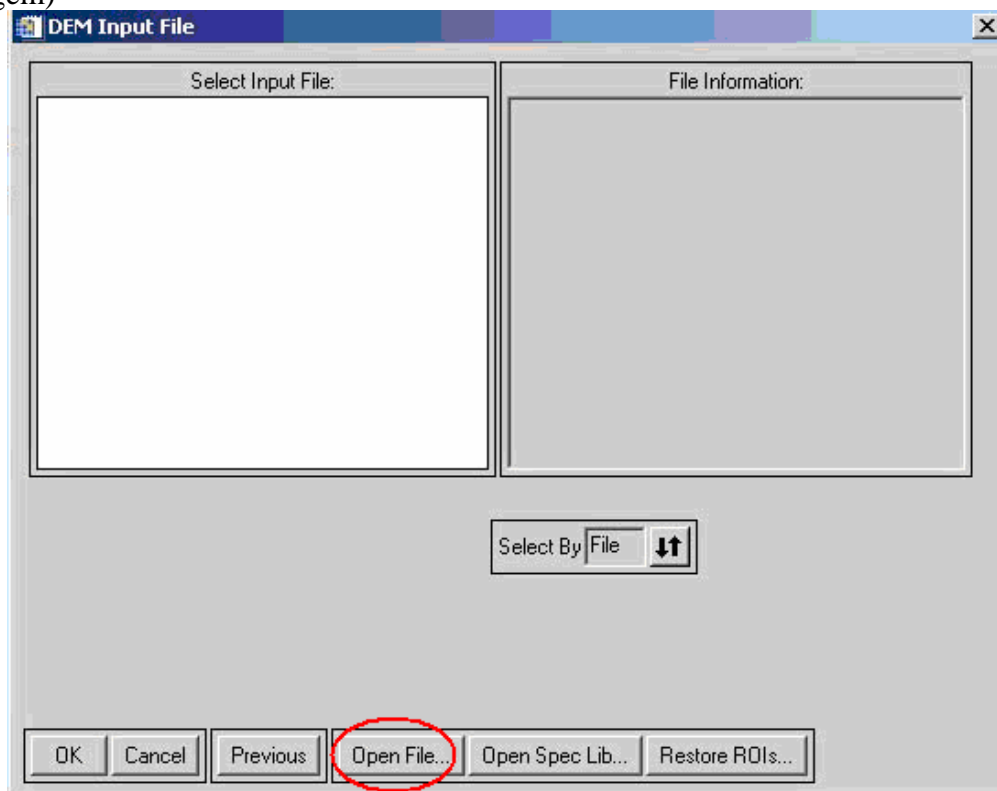 gem)
DEM Input File
Select Input File:
File Information:
Select By File
OK Cancel Previous Open File... Open Spec Lib... Restore ROIs...